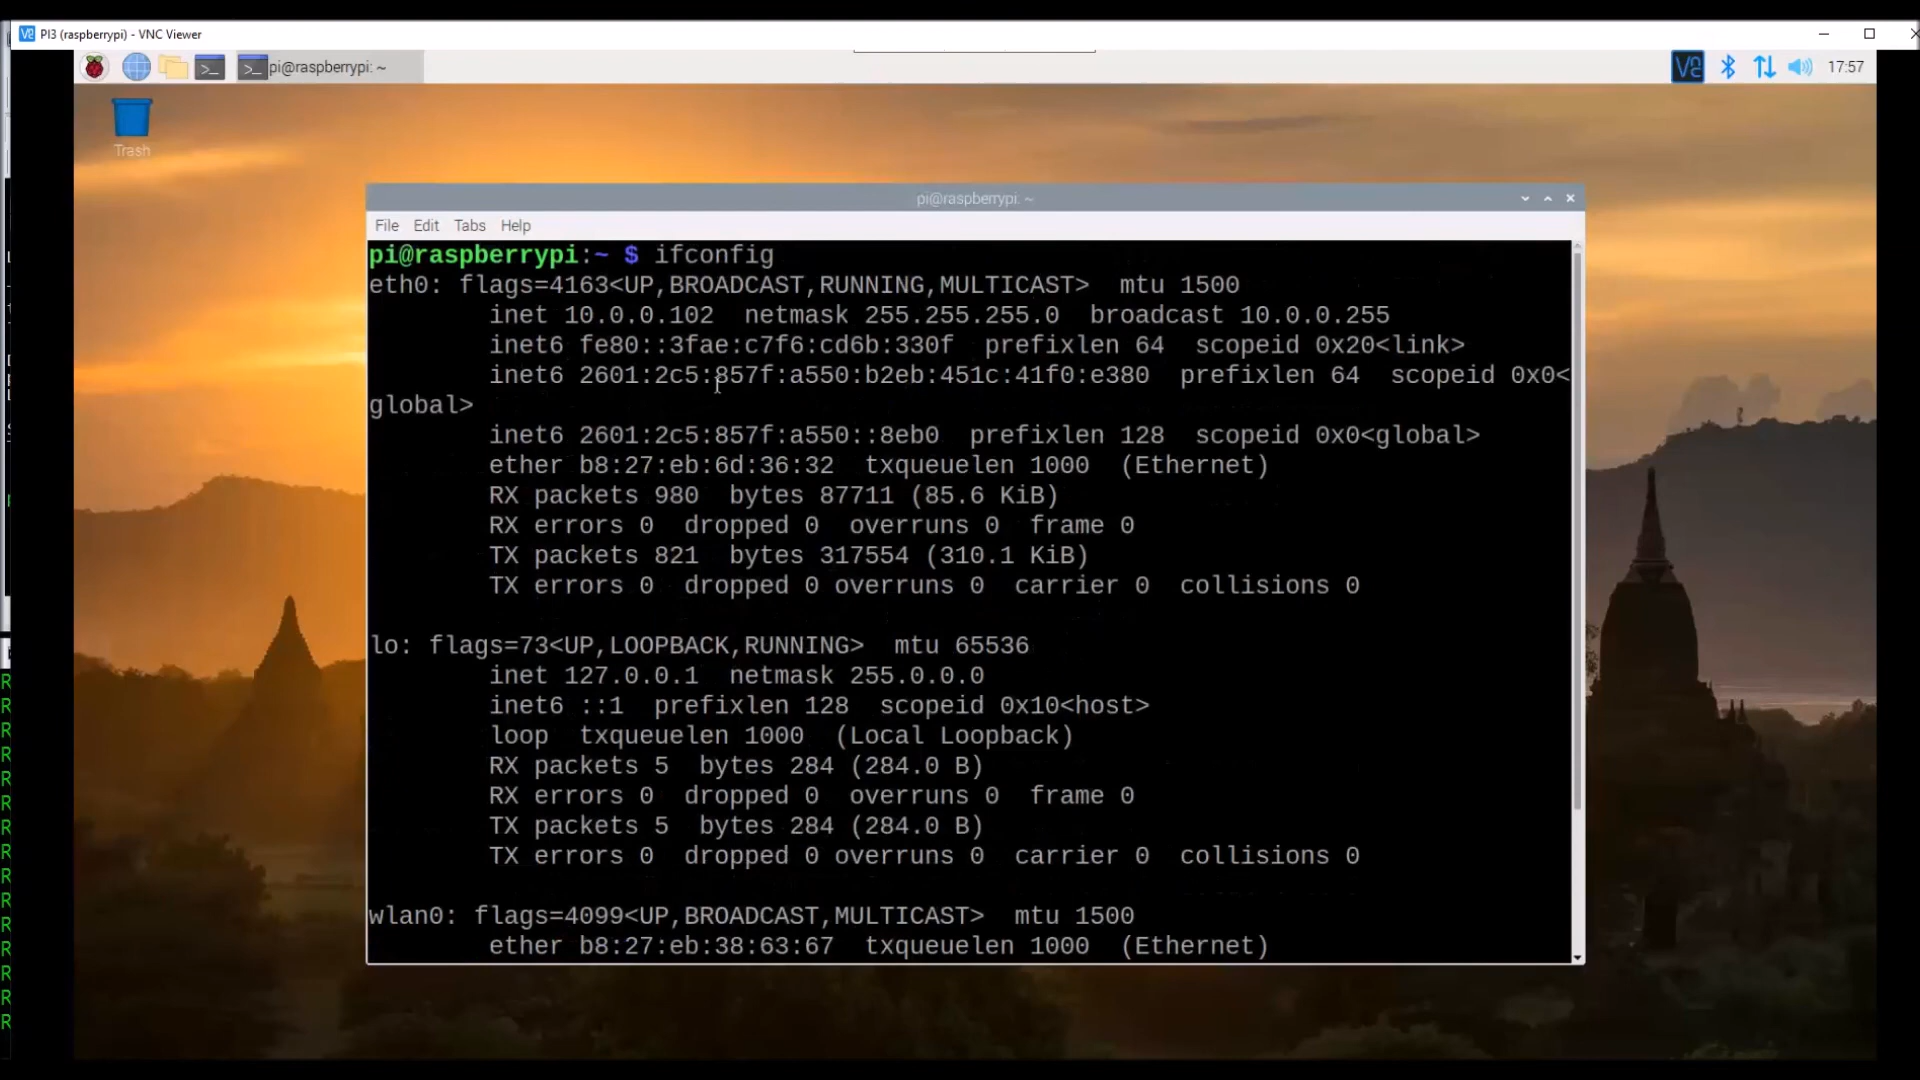 PI3 (raspberrypi) - VNC Viewer
pi@raspberrypi: ~
17:57
Trash
pi@raspberrypi: ~
File Edit Tabs Help
pi@raspberrypi:~ $ ifconfig
eth0: flags=4163<UP,BROADCAST,RUNNING,MULTICAST>  mtu 1500
inet 10.0.0.102  netmask 255.255.255.0  broadcast 10.0.0.255
inet6 fe80::3fae:c7f6:cd6b:330f  prefixlen 64  scopeid 0x20<link>
inet6 2601:2c5:857f:a550:b2eb:451c:41f0:e380  prefixlen 64  scopeid 0x0<
global>
inet6 2601:2c5:857f:a550::8eb0  prefixlen 128  scopeid 0x0<global>
ether b8:27:eb:6d:36:32  txqueuelen 1000  (Ethernet)
RX packets 980  bytes 87711 (85.6 KiB)
RX errors 0  dropped 0  overruns 0  frame 0
TX packets 821  bytes 317554 (310.1 KiB)
TX errors 0  dropped 0 overruns 0  carrier 0  collisions 0
lo: flags=73<UP,LOOPBACK,RUNNING>  mtu 65536
inet 127.0.0.1  netmask 255.0.0.0
inet6 ::1  prefixlen 128  scopeid 0x10<host>
loop  txqueuelen 1000  (Local Loopback)
RX packets 5  bytes 284 (284.0 B)
RX errors 0  dropped 0  overruns 0  frame 0
TX packets 5  bytes 284 (284.0 B)
TX errors 0  dropped 0 overruns 0  carrier 0  collisions 0
wlan0: flags=4099<UP,BROADCAST,MULTICAST>  mtu 1500
ether b8:27:eb:38:63:67  txqueuelen 1000  (Ethernet)